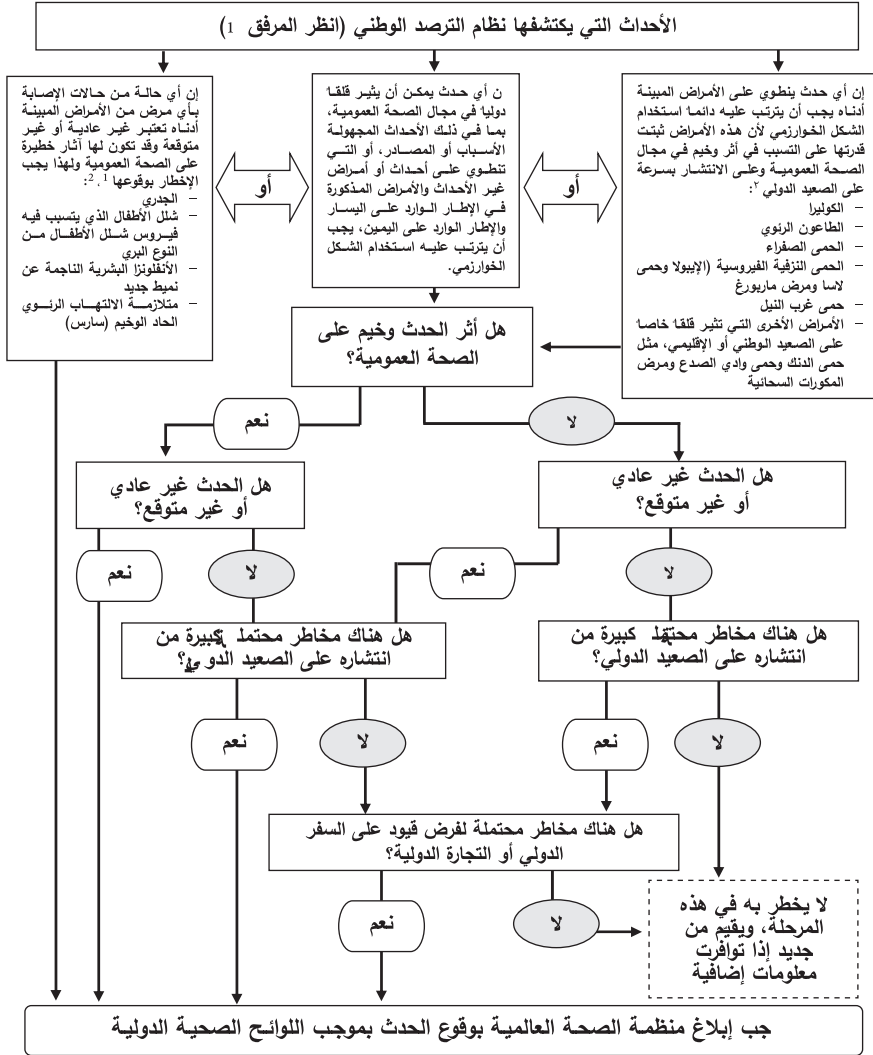 الأحداث التي يكتشفها نظام الترصد الوطني (انظر المرفق 1)
إن أي حدث ينطوي على الأمراض المبينة
أدناه يجب أن يترتب عليه دائما استخدام
الشكل الخوارزمي لأن هذه الأمراض ثبتت
قدرتها على التسبب في أثر وخيم في مجال
الصحة العمومية وعلى الانتشار بسرعة
على الصعيد الدولي ٢:
– الكوليرا
– الطاعون الرئوي
– الحمى الصفراء
– الحمى النزفية الفيروسية (الإيبولا وحمى
لاسا ومرض ماربورغ
– حمى غرب النيل
– الأمراض الأخرى التي تثير قلقا خاصا
على الصعيد الوطني أو الإقليمي، مثل
حمى الدنك وحمى وادي الصدع ومرض
المكورات السحائية
أو
ن أي حدث يمكن أن يثير قلقا
دوليا في مجال الصحة العمومية،
بما في ذلك الأحداث المجهولة
الأسباب أو المصادر، أو التي
تنطوي على أحداث أو أمراض
غير الأحداث والأمراض المذكورة
في الإطار الوارد على اليسار
والإطار الوارد على اليمين، يجب
أن يترتب عليه استخدام الشكل
الخوارزمي.
أو
إن أي حالة من حالات الإصابة
بأي مرض من الأمراض المبينة
أدناه تعتبر غير عادية أو غير
متوقعة وقد تكون لها آثار خطيرة
على الصحة العمومية ولهذا يجب
الإخطار بوقوعها 1، 2:
– الجدري
– شلل الأطفال الذي يتسبب فيه
فيروس شلل الأطفال من
النوع البري
– الأنفلونزا البشرية الناجمة عن
نميط جديد
– متلازمة الالتهاب الرئوي
الحاد الوخيم (سارس)
هل أثر الحدث وخيم على
الصحة العمومية؟
لا
نعم
هل الحدث غير عادي
أو غير متوقع؟
هل الحدث غير عادي
أو غير متوقع؟
لا
نعم
لا
نعم
هل هناك مخاطر محتملة كبيرة من
انتشاره على الصعيد الدولي؟
هل هناك مخاطر محتملة كبيرة من
انتشاره على الصعيد الدولي؟
لا
نعم
لا
نعم
هل هناك مخاطر محتملة لفرض قيود على السفر
الدولي أو التجارة الدولية؟
لا
نعم
لا يخطر به في هذه
المرحلة، ويقيّم من
جديد إذا توافرت
معلومات إضافية
جب إبلاغ منظمة الصحة العالمية بوقوع الحدث بموجب اللوائح الصحية الدولية